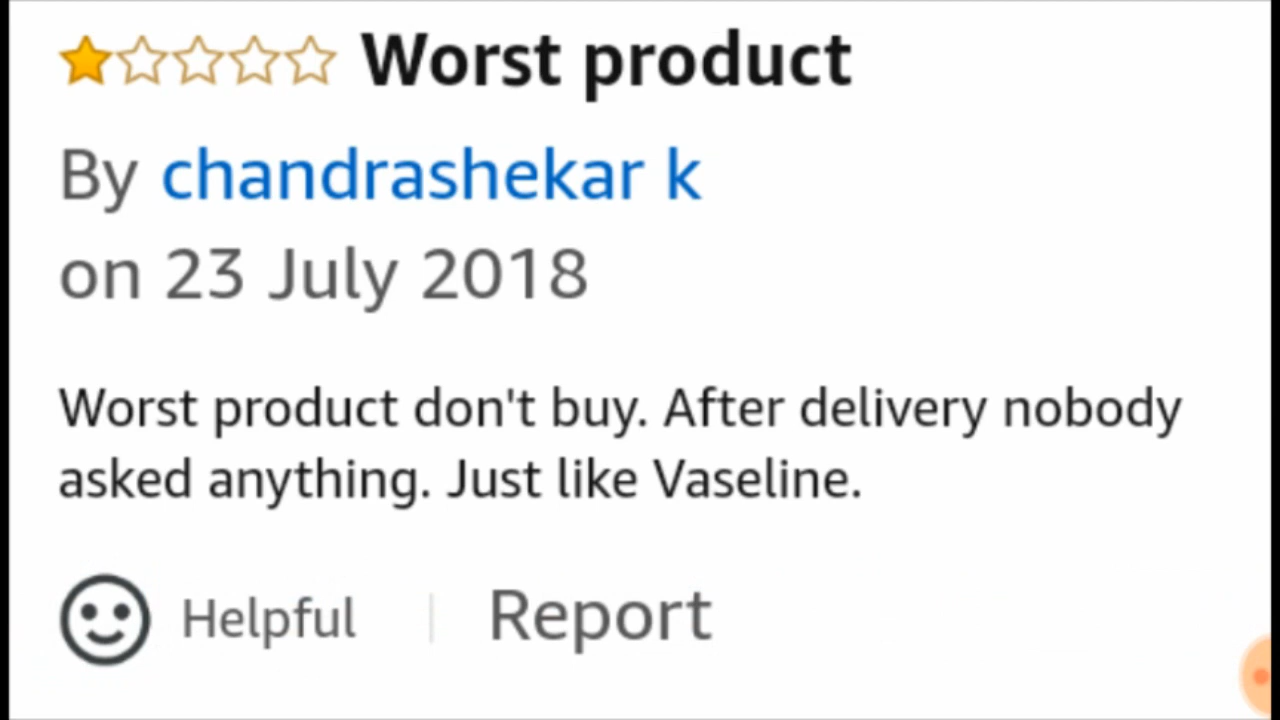 Worst product
By chandrashekar k
on 23 July 2018
Worst product don't buy. After delivery nobody
asked anything. Just like Vaseline.
Helpful | Report